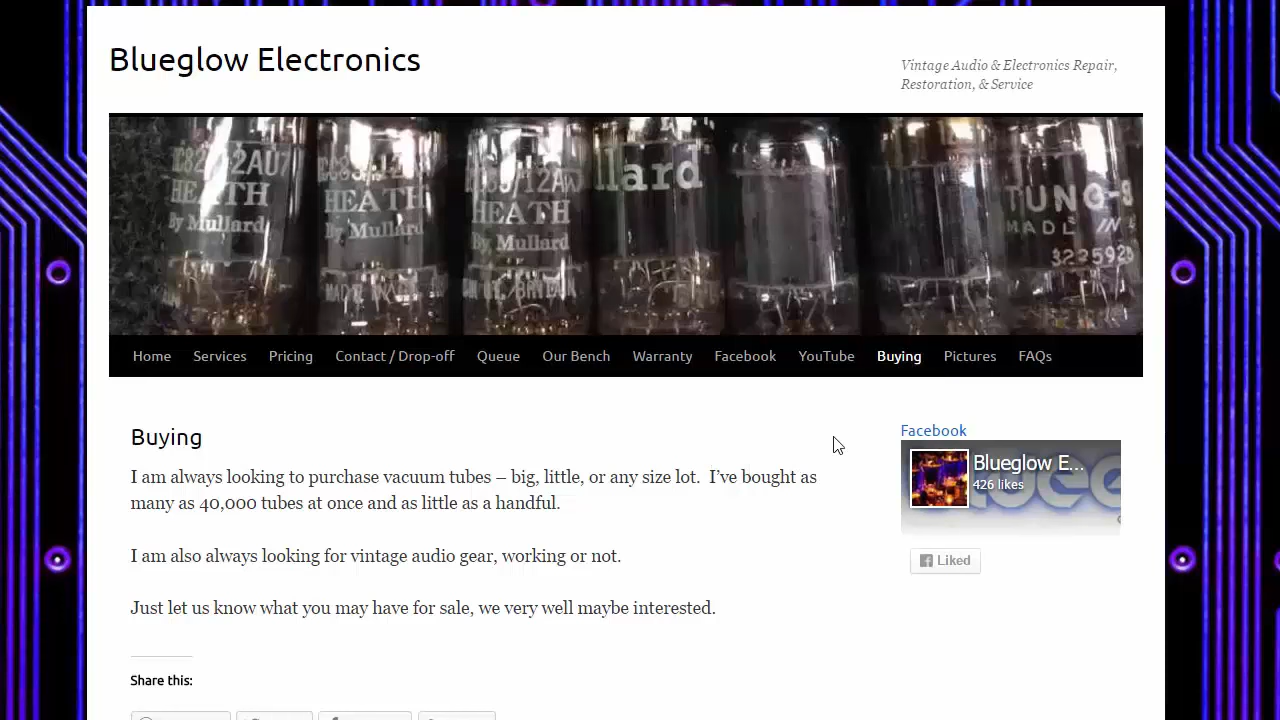 Blueglow Electronics
Vintage Audio & Electronics Repair,
Restoration, & Service
HEATH
By Mullard
HEATH
By Mullard
HEATH
By Mullard
llard
TUNG-S
MADE IN
Home Services Pricing Contact / Drop-off Queue Our Bench Warranty Facebook YouTube Buying Pictures FAQs
Buying
I am always looking to purchase vacuum tubes – big, little, or any size lot.  I've bought as
many as 40,000 tubes at once and as little as a handful.
I am also always looking for vintage audio gear, working or not.
Just let us know what you may have for sale, we very well maybe interested.
Share this:
Facebook
Blueglow E...
426 likes
Liked